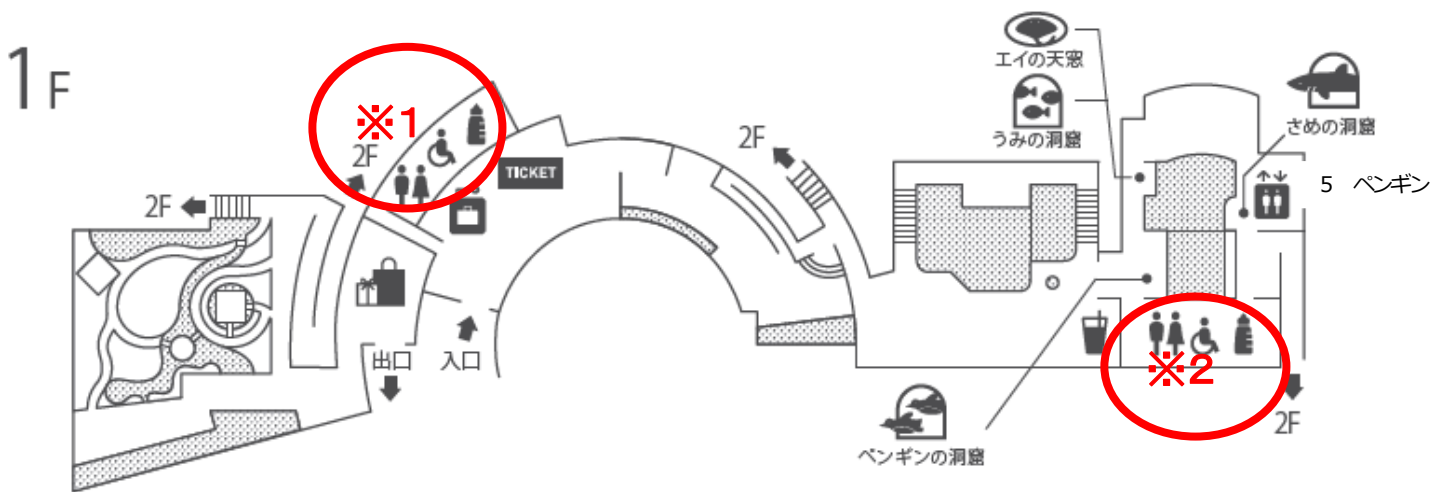 1F
※1
2F
TICKET
2F
2F
出口
入口
エイの天窓
うみの洞窟
さめの洞窟
5 ペンギン
※2
2F
ペンギンの洞窟